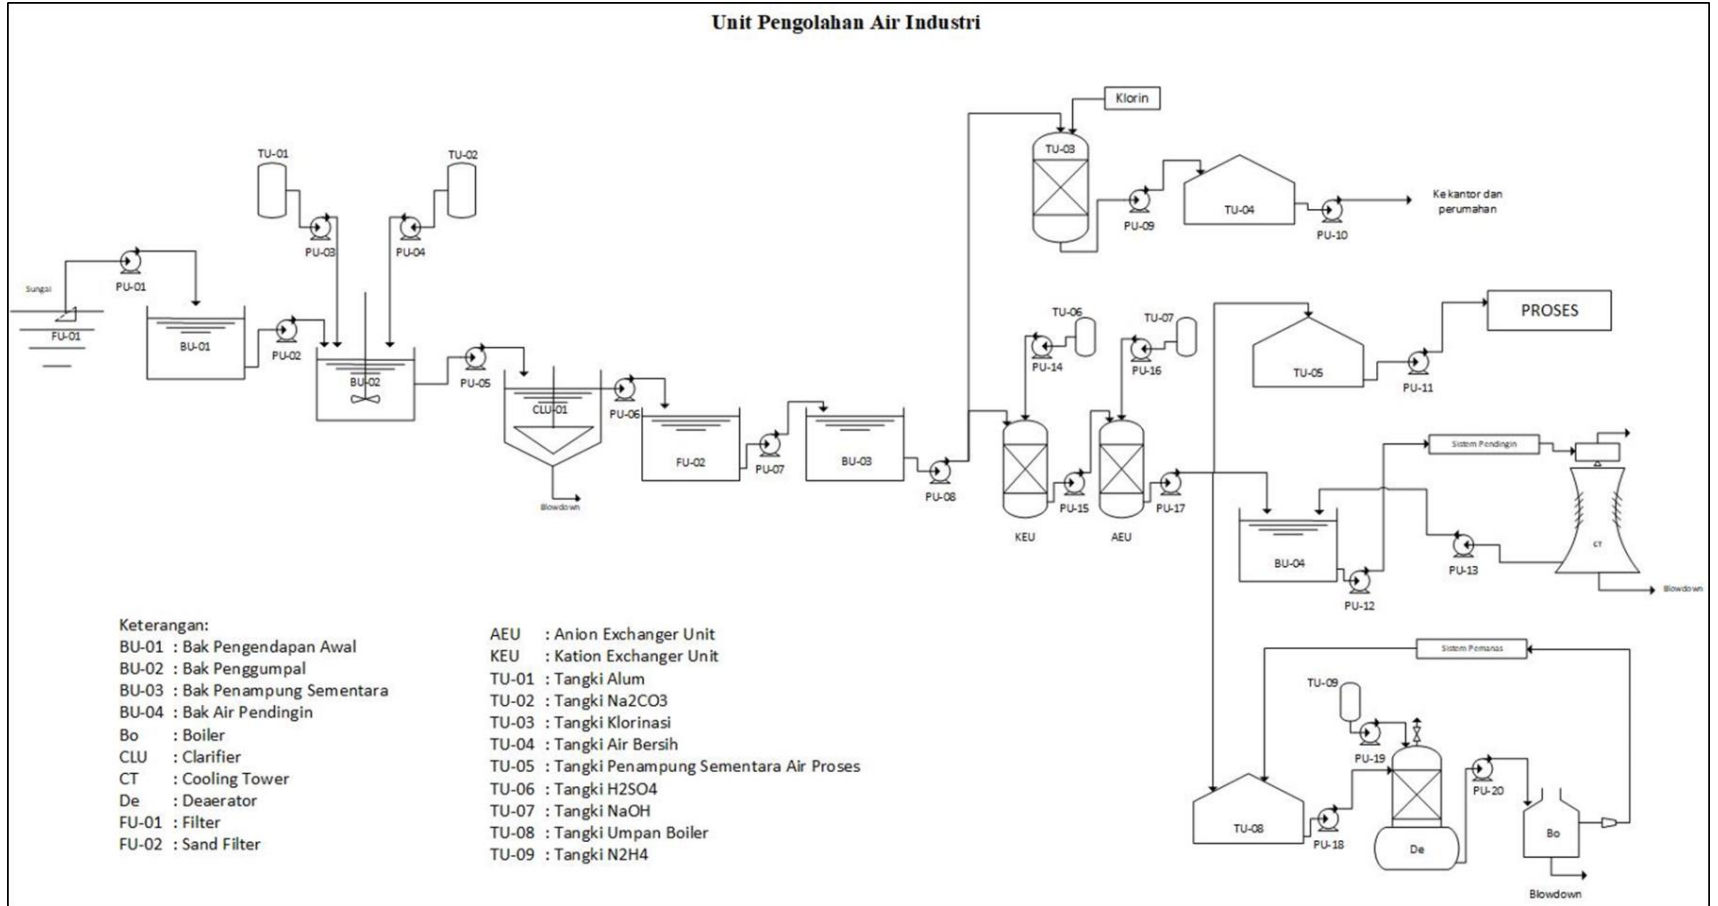 Unit Pengolahan Air Industri
Klorin
TU-03
TU-01
TU-02
PU-03
PU-04
PU-09
TU-04
PU-10
Ke kantor dan
perumahan
Sungai
PU-01
FU-01
BU-01
PU-02
BU-02
PU-05
CLU-01
PU-06
FU-02
PU-07
BU-03
PU-08
TU-06
PU-14
TU-07
PU-16
KEU
PU-15
AEU
PU-17
TU-05
PU-11
PROSES
Sistem Pendingin
BU-04
PU-12
PU-13
CT
Blowdown
Blowdown
Sistem Pemanas
TU-09
PU-19
TU-08
PU-18
De
PU-20
Bo
Blowdown
Keterangan:
BU-01 : Bak Pengendapan Awal
BU-02 : Bak Penggumpal
BU-03 : Bak Penampung Sementara
BU-04 : Bak Air Pendingin
Bo : Boiler
CLU : Clarifier
CT : Cooling Tower
De : Deaerator
FU-01 : Filter
FU-02 : Sand Filter
AEU : Anion Exchanger Unit
KEU : Kation Exchanger Unit
TU-01 : Tangki Alum
TU-02 : Tangki Na2CO3
TU-03 : Tangki Klorinasi
TU-04 : Tangki Air Bersih
TU-05 : Tangki Penampung Sementara Air Proses
TU-06 : Tangki H2SO4
TU-07 : Tangki NaOH
TU-08 : Tangki Umpan Boiler
TU-09 : Tangki N2H4